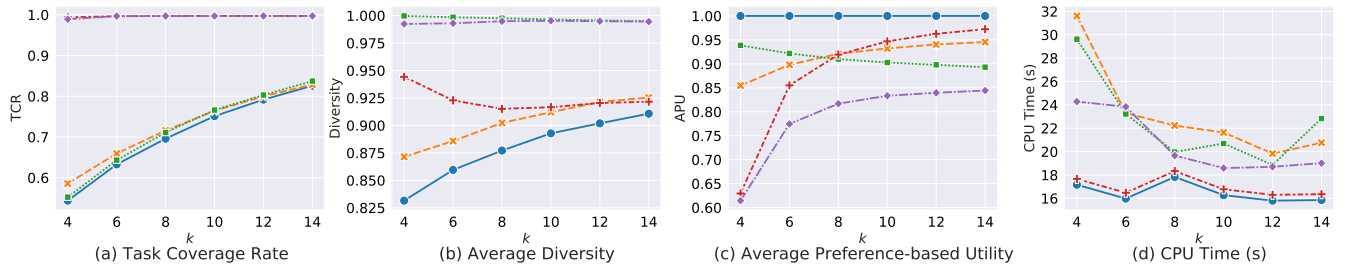 TCR
1.0
0.9
0.8
0.7
0.6
4 6 8 10 12 14
k
(a) Task Coverage Rate
Diversity
1.000
0.975
0.950
0.925
0.900
0.875
0.850
0.825
4 6 8 10 12 14
k
(b) Average Diversity
APU
1.00
0.95
0.90
0.85
0.80
0.75
0.70
0.65
0.60
4 6 8 10 12 14
k
(c) Average Preference-based Utility
CPU Time (s)
32
30
28
26
24
22
20
18
16
4 6 8 10 12 14
k
(d) CPU Time (s)